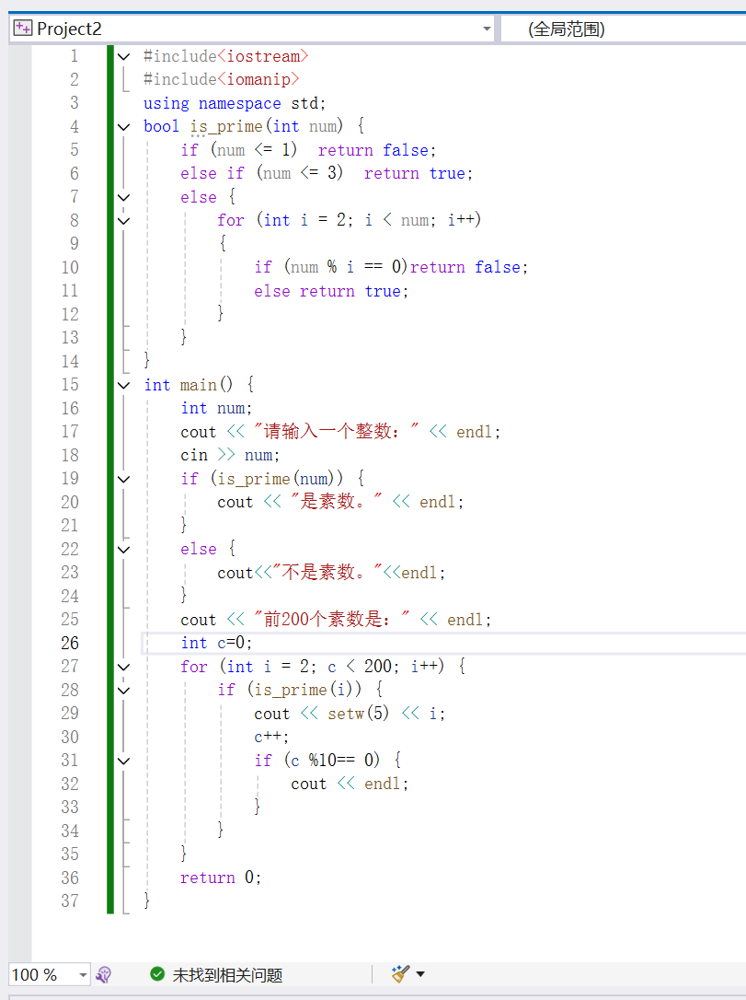 Project2 (全局范围)
1 #include<iostream>
2 #include<iomanip>
3 using namespace std;
4 bool is_prime(int num) {
5 if (num <= 1)  return false;
6 else if (num <= 3)  return true;
7 else {
8 for (int i = 2; i < num; i++)
9 {
10 if (num % i == 0)return false;
11 else return true;
12 }
13 }
14 }
15 int main() {
16 int num;
17 cout << "请输入一个整数：" << endl;
18 cin >> num;
19 if (is_prime(num)) {
20 cout << "是素数。" << endl;
21 }
22 else {
23 cout<<"不是素数。"<<endl;
24 }
25 cout << "前200个素数是：" << endl;
26 int c=0;
27 for (int i = 2; c < 200; i++) {
28 if (is_prime(i)) {
29 cout << setw(5) << i;
30 c++;
31 if (c %10== 0) {
32 cout << endl;
33 }
34 }
35 }
36 return 0;
37 }
100 % 未找到相关问题